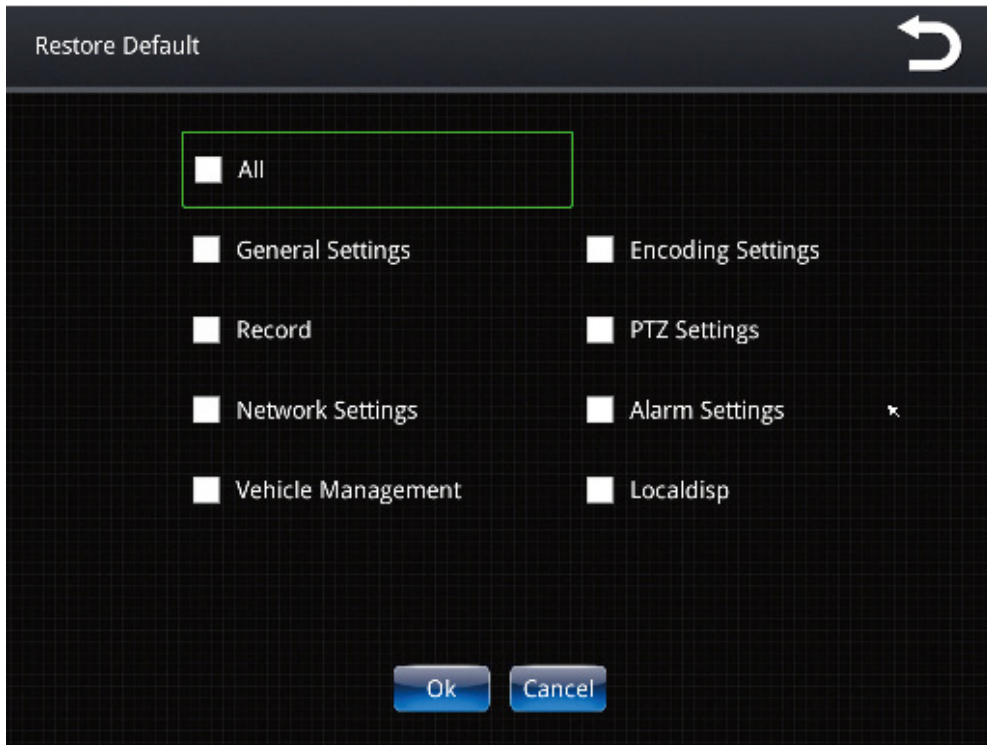 Restore Default
All
General Settings
Encoding Settings
Record
PTZ Settings
Network Settings
Alarm Settings
Vehicle Management
Localdisp
Ok
Cancel